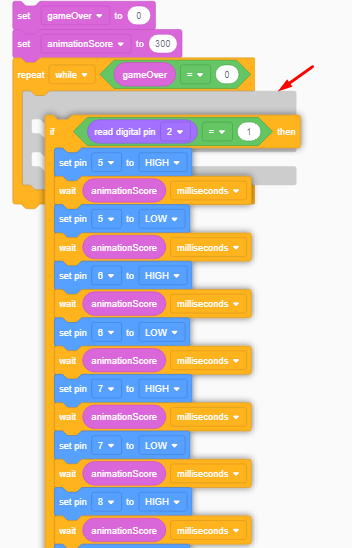 set gameOver to 0
set animationScore to 300
repeat while gameOver = 0
if read digital pin 2 = 1 then
set pin 5 to HIGH
wait animationScore milliseconds
set pin 5 to LOW
wait animationScore milliseconds
set pin 6 to HIGH
wait animationScore milliseconds
set pin 6 to LOW
wait animationScore milliseconds
set pin 7 to HIGH
wait animationScore milliseconds
set pin 7 to LOW
wait animationScore milliseconds
set pin 8 to HIGH
wait animationScore milliseconds